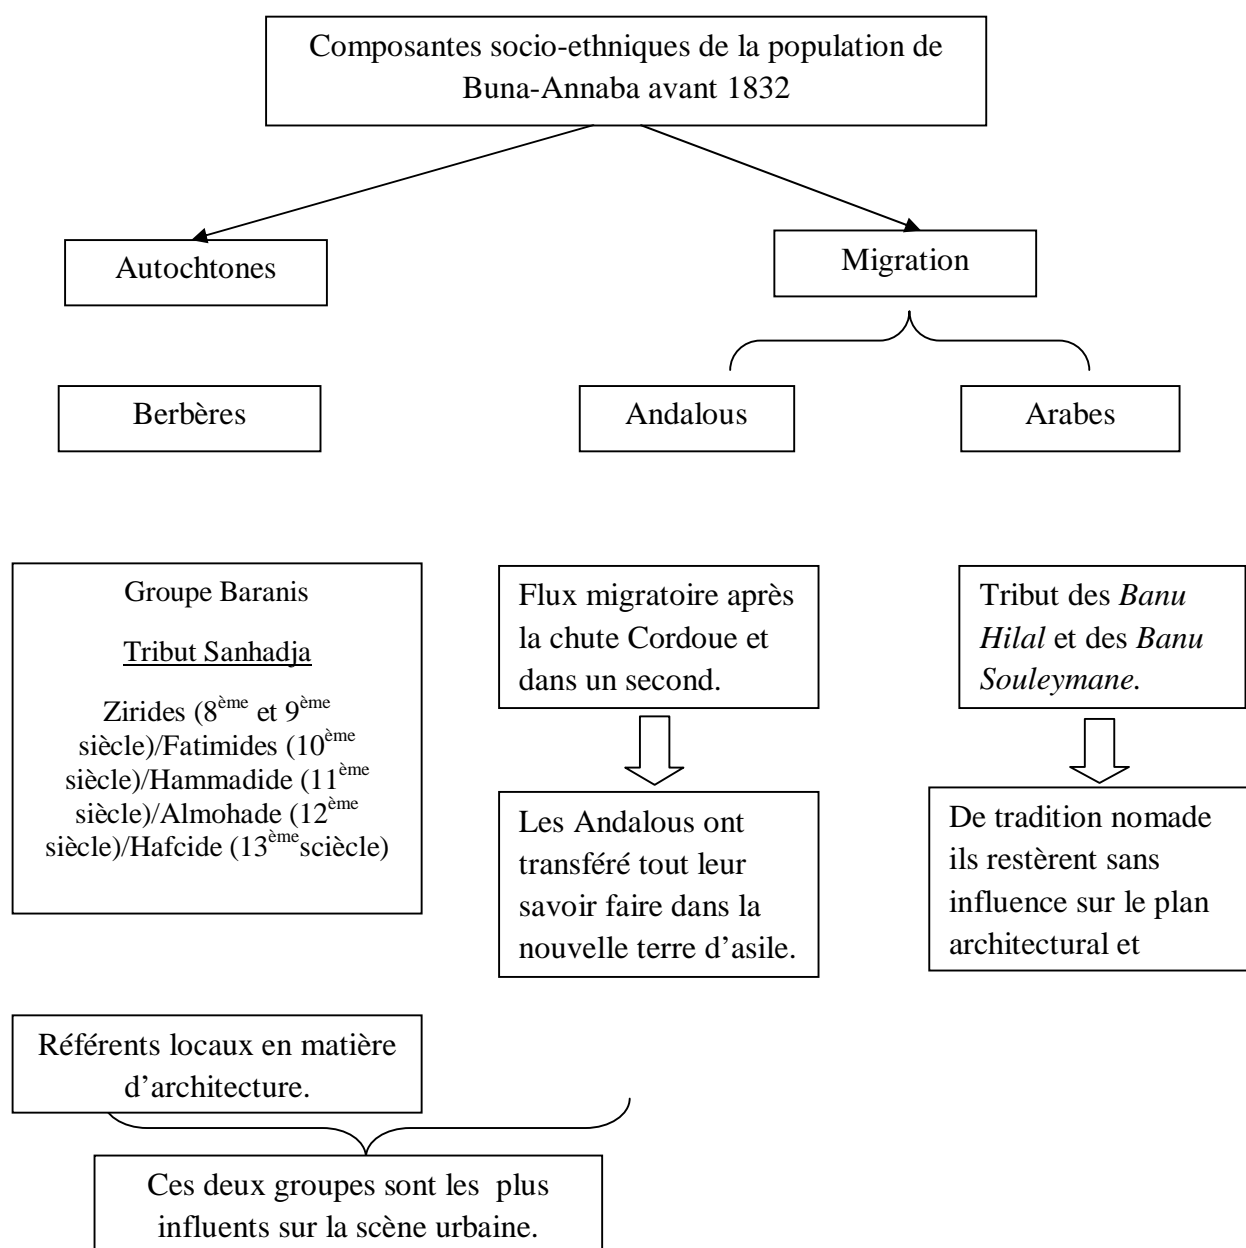 Composantes socio-ethniques de la population de
Buna-Annaba avant 1832
Autochtones
Migration
Berbères
Andalous
Arabes
Groupe Baranis
Tribut Sanhadja
Zirides (8ème et 9ème
siècle)/Fatimides (10ème
siècle)/Hammadide (11ème
siècle)/Almohade (12ème
siècle)/Hafcide (13èmesciècle)
Flux migratoire après
la chute Cordoue et
dans un second.
Tribut des Banu
Hilal et des Banu
Souleymane.
Les Andalous ont
transféré tout leur
savoir faire dans la
nouvelle terre d’asile.
De tradition nomade
ils restèrent sans
influence sur le plan
architectural et
Référents locaux en matière
d’architecture.
Ces deux groupes sont les  plus
influents sur la scène urbaine.